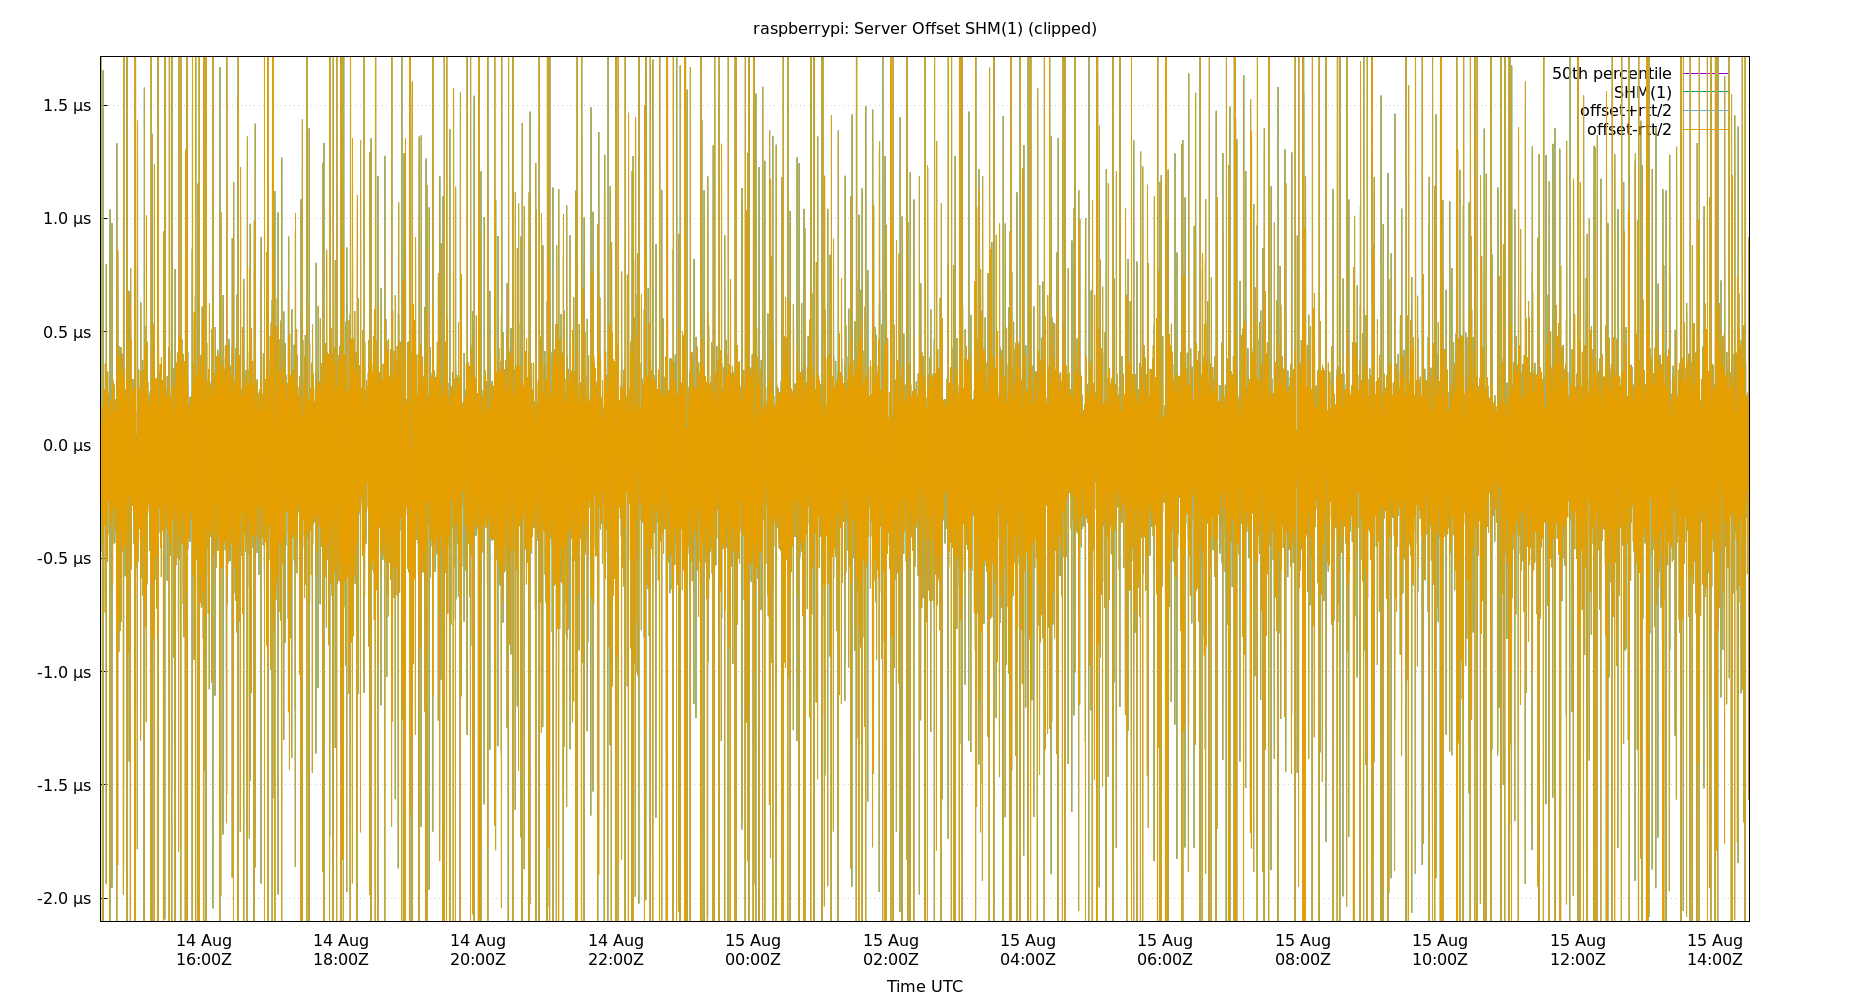 raspberrypi: Server Offset SHM(1) (clipped)
50th percentile
SHM(1)
offset+rtt/2
offset-rtt/2
1.5 µs
1.0 µs
0.5 µs
0.0 µs
-0.5 µs
-1.0 µs
-1.5 µs
-2.0 µs
14 Aug 14 Aug 14 Aug 14 Aug 15 Aug 15 Aug 15 Aug 15 Aug 15 Aug 15 Aug 15 Aug 15 Aug
16:00Z 18:00Z 20:00Z 22:00Z 00:00Z 02:00Z 04:00Z 06:00Z 08:00Z 10:00Z 12:00Z 14:00Z
Time UTC